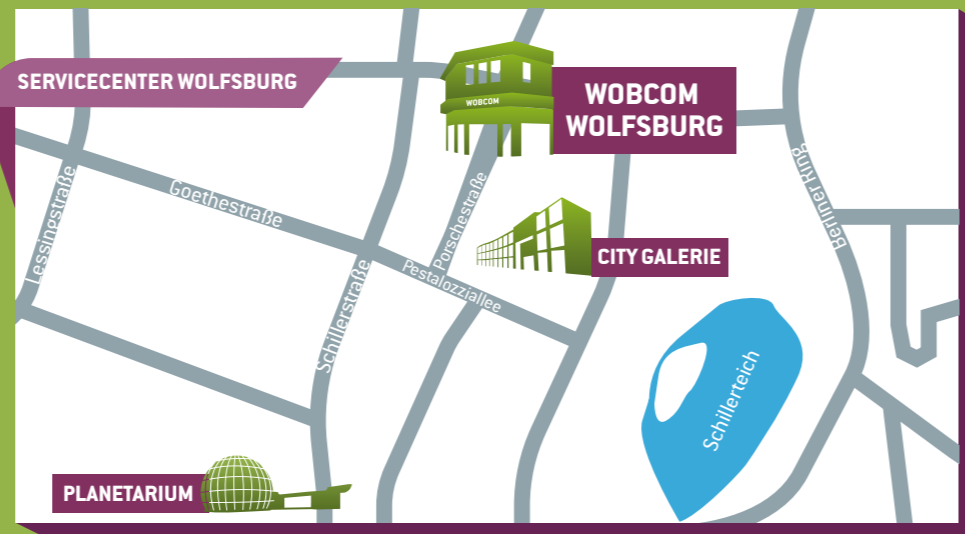 SERVICECENTER WOLFSBURG
WOBCOM
WOBCOM
WOLFSBURG
Goethestraße
Lessingstraße
Porschestraße
Berliner Ring
CITY GALERIE
Pestalozziallee
Schillerstraße
Schillerteich
PLANETARIUM